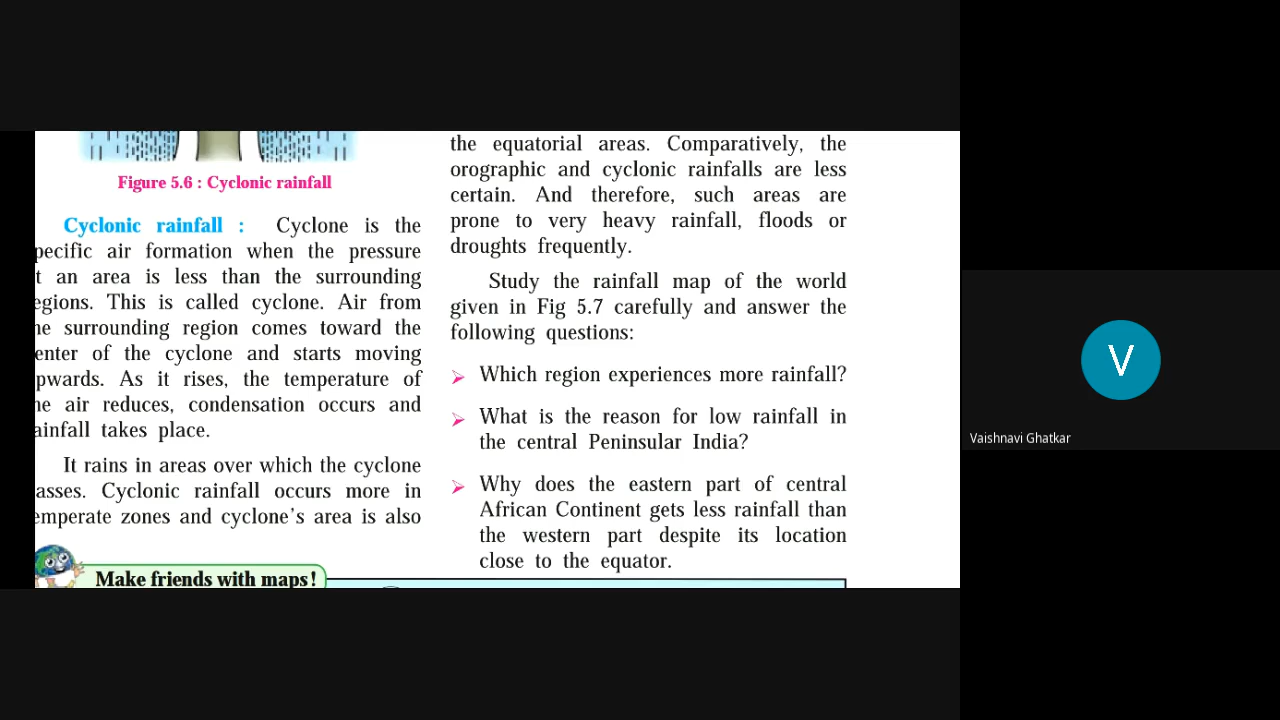 Figure 5.6 : Cyclonic rainfall
Cyclonic rainfall : Cyclone is the
pecific air formation when the pressure
t an area is less than the surrounding
egions. This is called cyclone. Air from
he surrounding region comes toward the
enter of the cyclone and starts moving
pwards. As it rises, the temperature of
he air reduces, condensation occurs and
ainfall takes place.
It rains in areas over which the cyclone
asses. Cyclonic rainfall occurs more in
emperate zones and cyclone's area is also
Make friends with maps!
the equatorial areas. Comparatively, the
orographic and cyclonic rainfalls are less
certain. And therefore, such areas are
prone to very heavy rainfall, floods or
droughts frequently.
Study the rainfall map of the world
given in Fig 5.7 carefully and answer the
following questions:
➢ Which region experiences more rainfall?
➢ What is the reason for low rainfall in
the central Peninsular India?
➢ Why does the eastern part of central
African Continent gets less rainfall than
the western part despite its location
close to the equator.
V
Vaishnavi Ghatkar